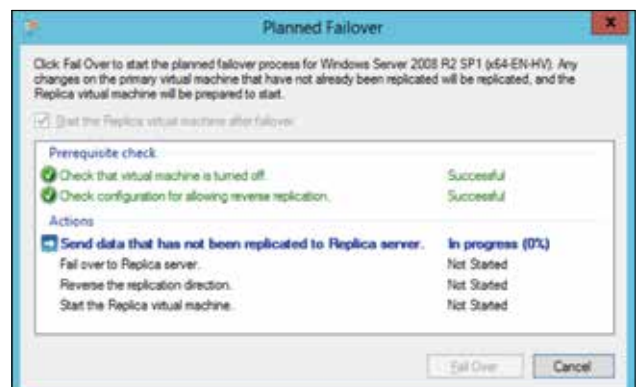 Planned Failover
x
Click Fail Over to start the planned failover process for Windows Server 2008 R2 SP1 (x64-EN-HV). Any
changes on the primary virtual machine that have not already been replicated will be replicated, and the
Replica virtual machine will be prepared to start.
Start the Replica virtual machine after failover.
Prerequisite check
Check that virtual machine is turned off. Successful
Check configuration for allowing reverse replication. Successful
Actions
Send data that has not been replicated to Replica server. In progress (0%)
Fail over to Replica server. Not Started
Reverse the replication direction. Not Started
Start the Replica virtual machine. Not Started
Fail Over Cancel